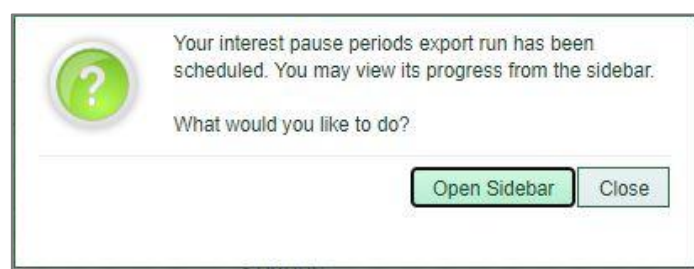 Your interest pause periods export run has been
scheduled. You may view its progress from the sidebar.
What would you like to do?
Open Sidebar Close